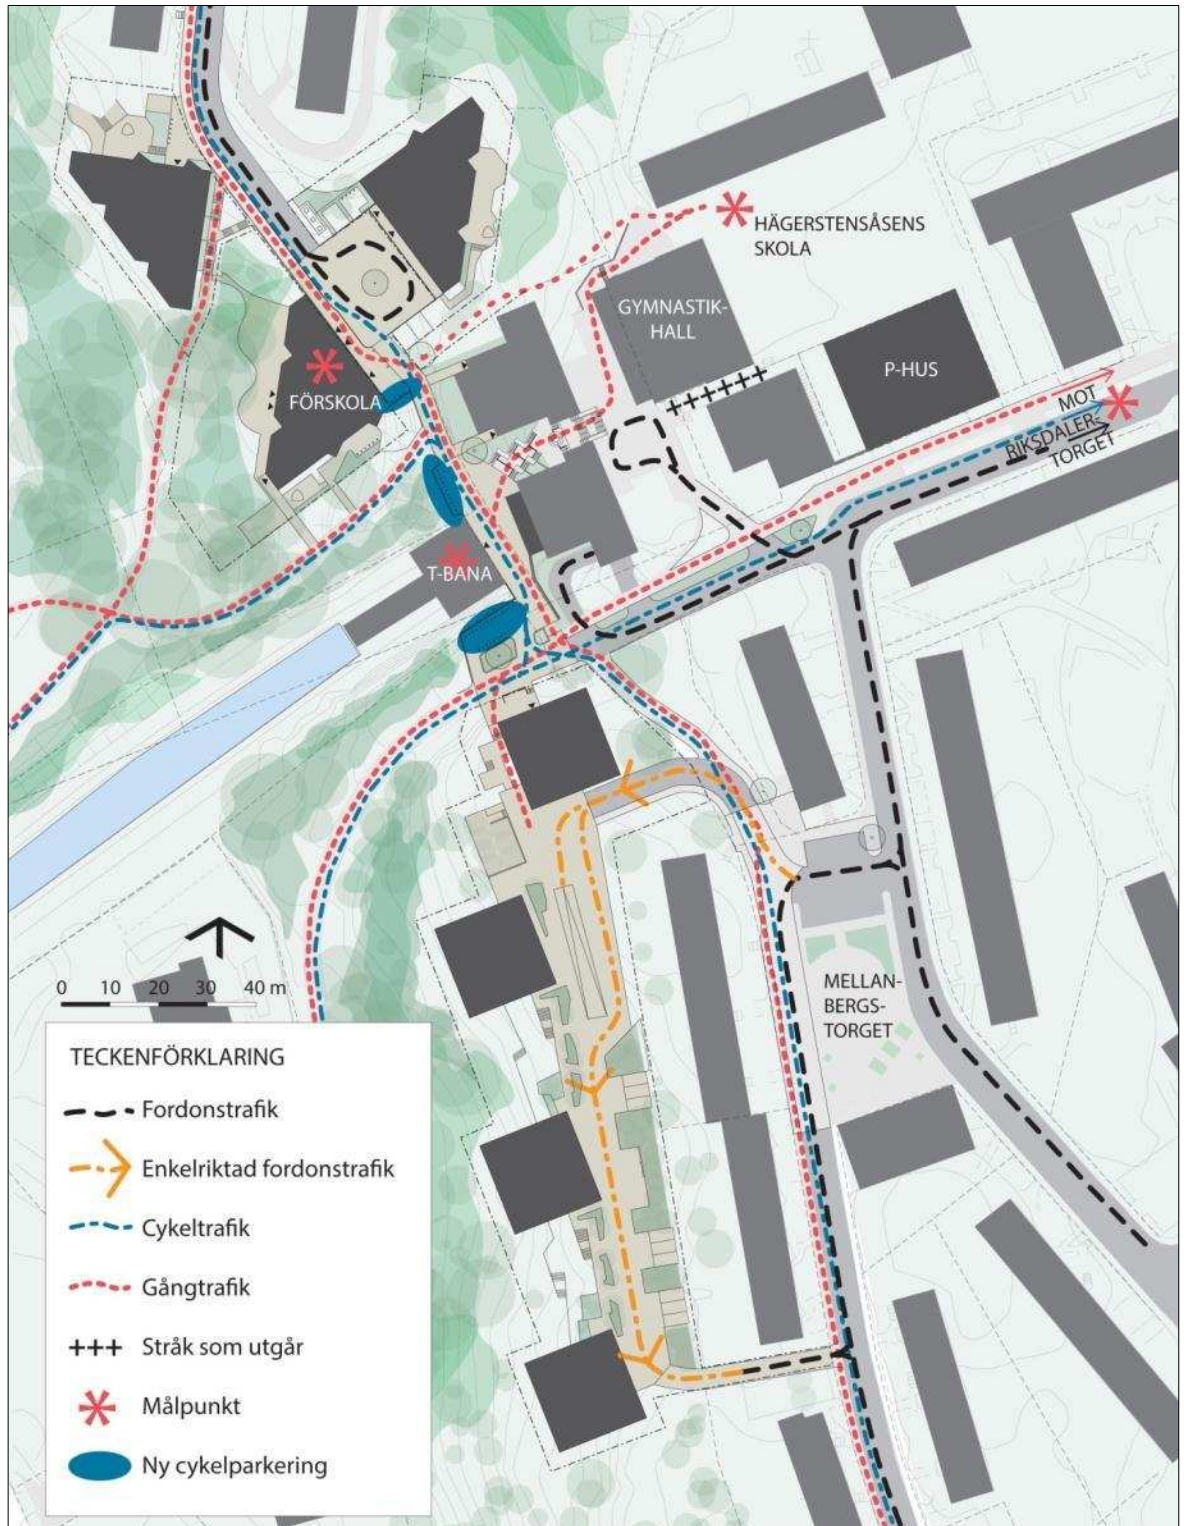 HÄGERSTENSÅSENS
SKOLA
GYMNASTIK-
HALL
P-HUS
FÖRSKOLA
MOT
RIKSDALER-
TORGET
T-BANA
MELLAN-
BERGS-
TORGET
0 10 20 30 40 m
TECKENFÖRKLARING
Fordonstrafik
Enkelriktad fordonstrafik
Cykeltrafik
Gångtrafik
Stråk som utgår
Målpunkt
Ny cykelparkering